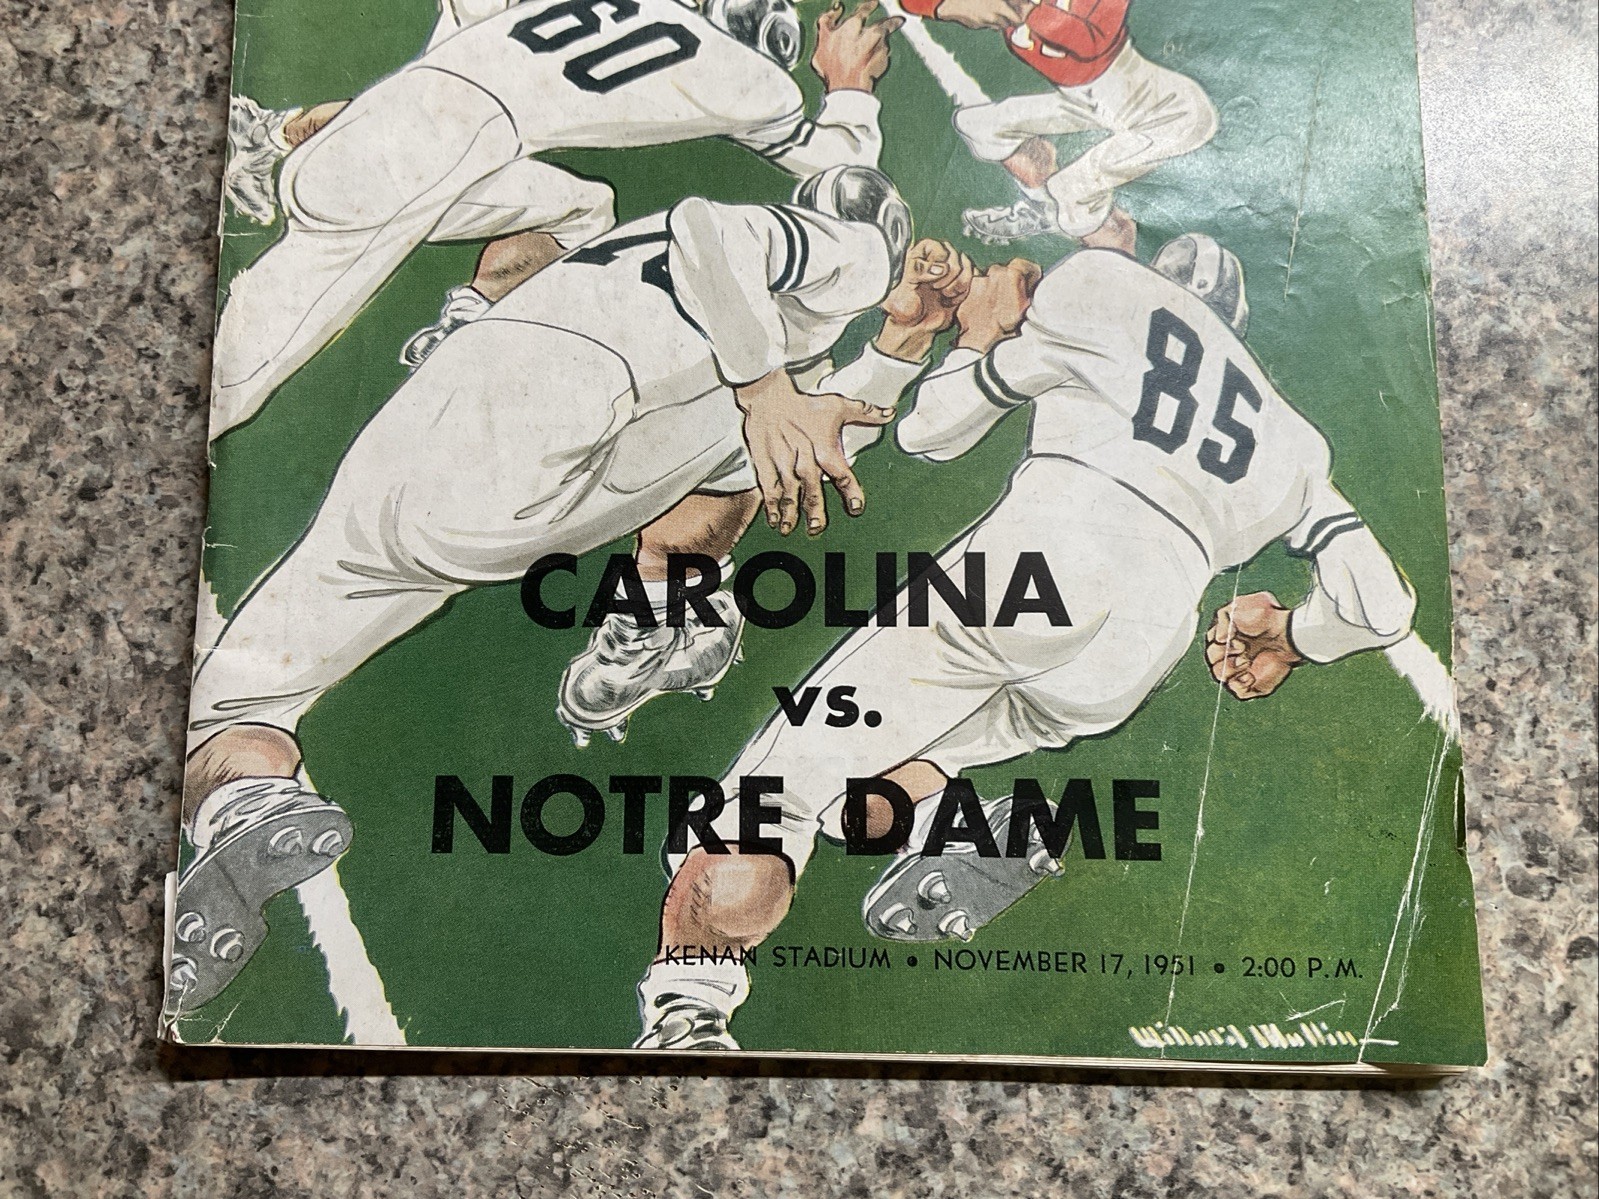 60
85
CAROLINA
vs.
NOTRE DAME
KENAN STADIUM • NOVEMBER 17, 1951 • 2:00 P.M.
Willard Mullin